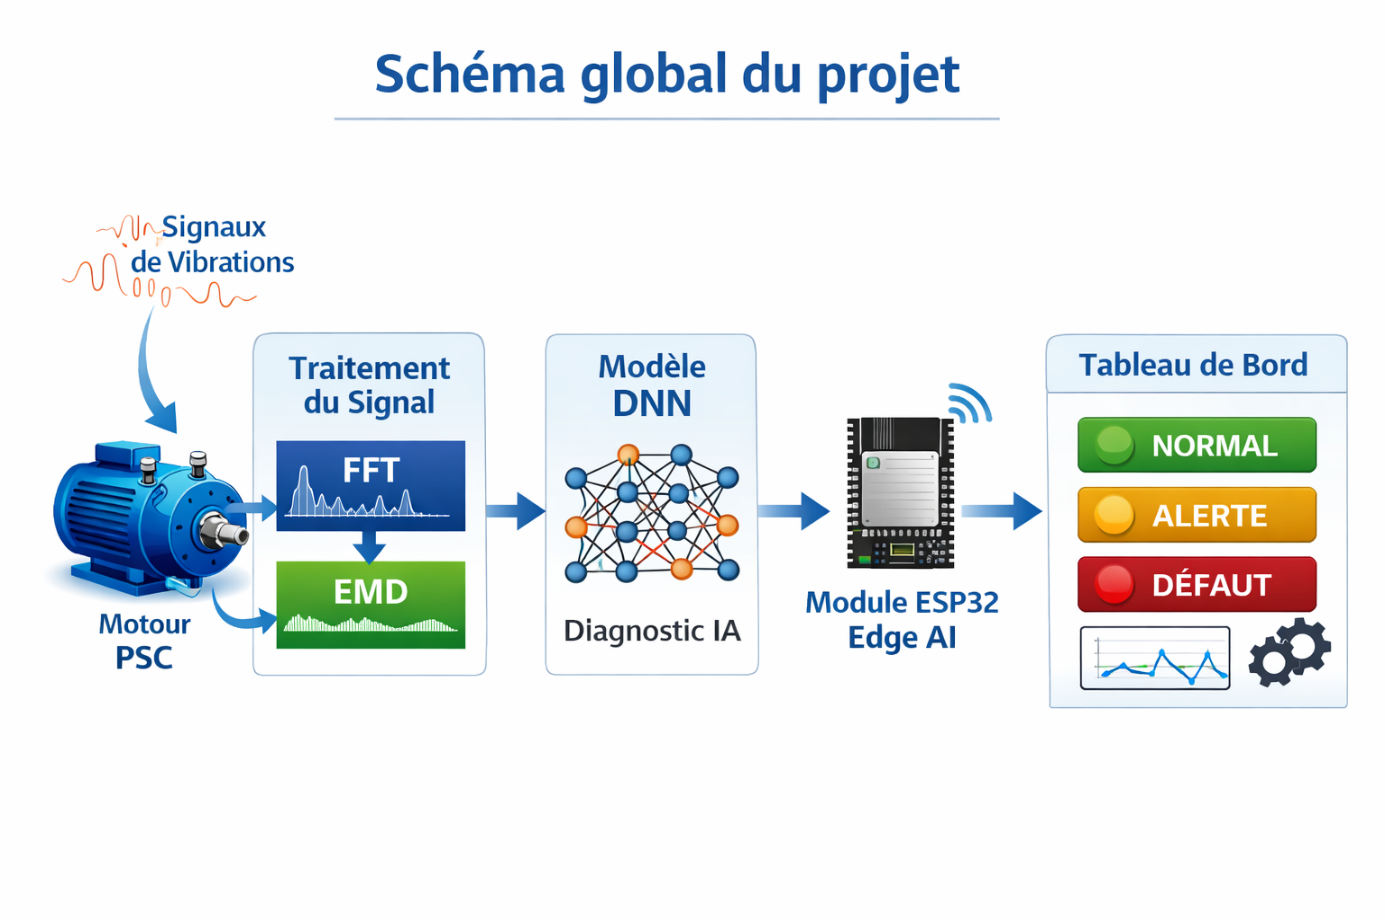 Schéma global du projet
Signaux
de Vibrations
Motour
PSC
Traitement
du Signal
FFT
EMD
Modèle
DNN
Diagnostic IA
Module ESP32
Edge AI
Tableau de Bord
NORMAL
ALERTE
DÉFAUT